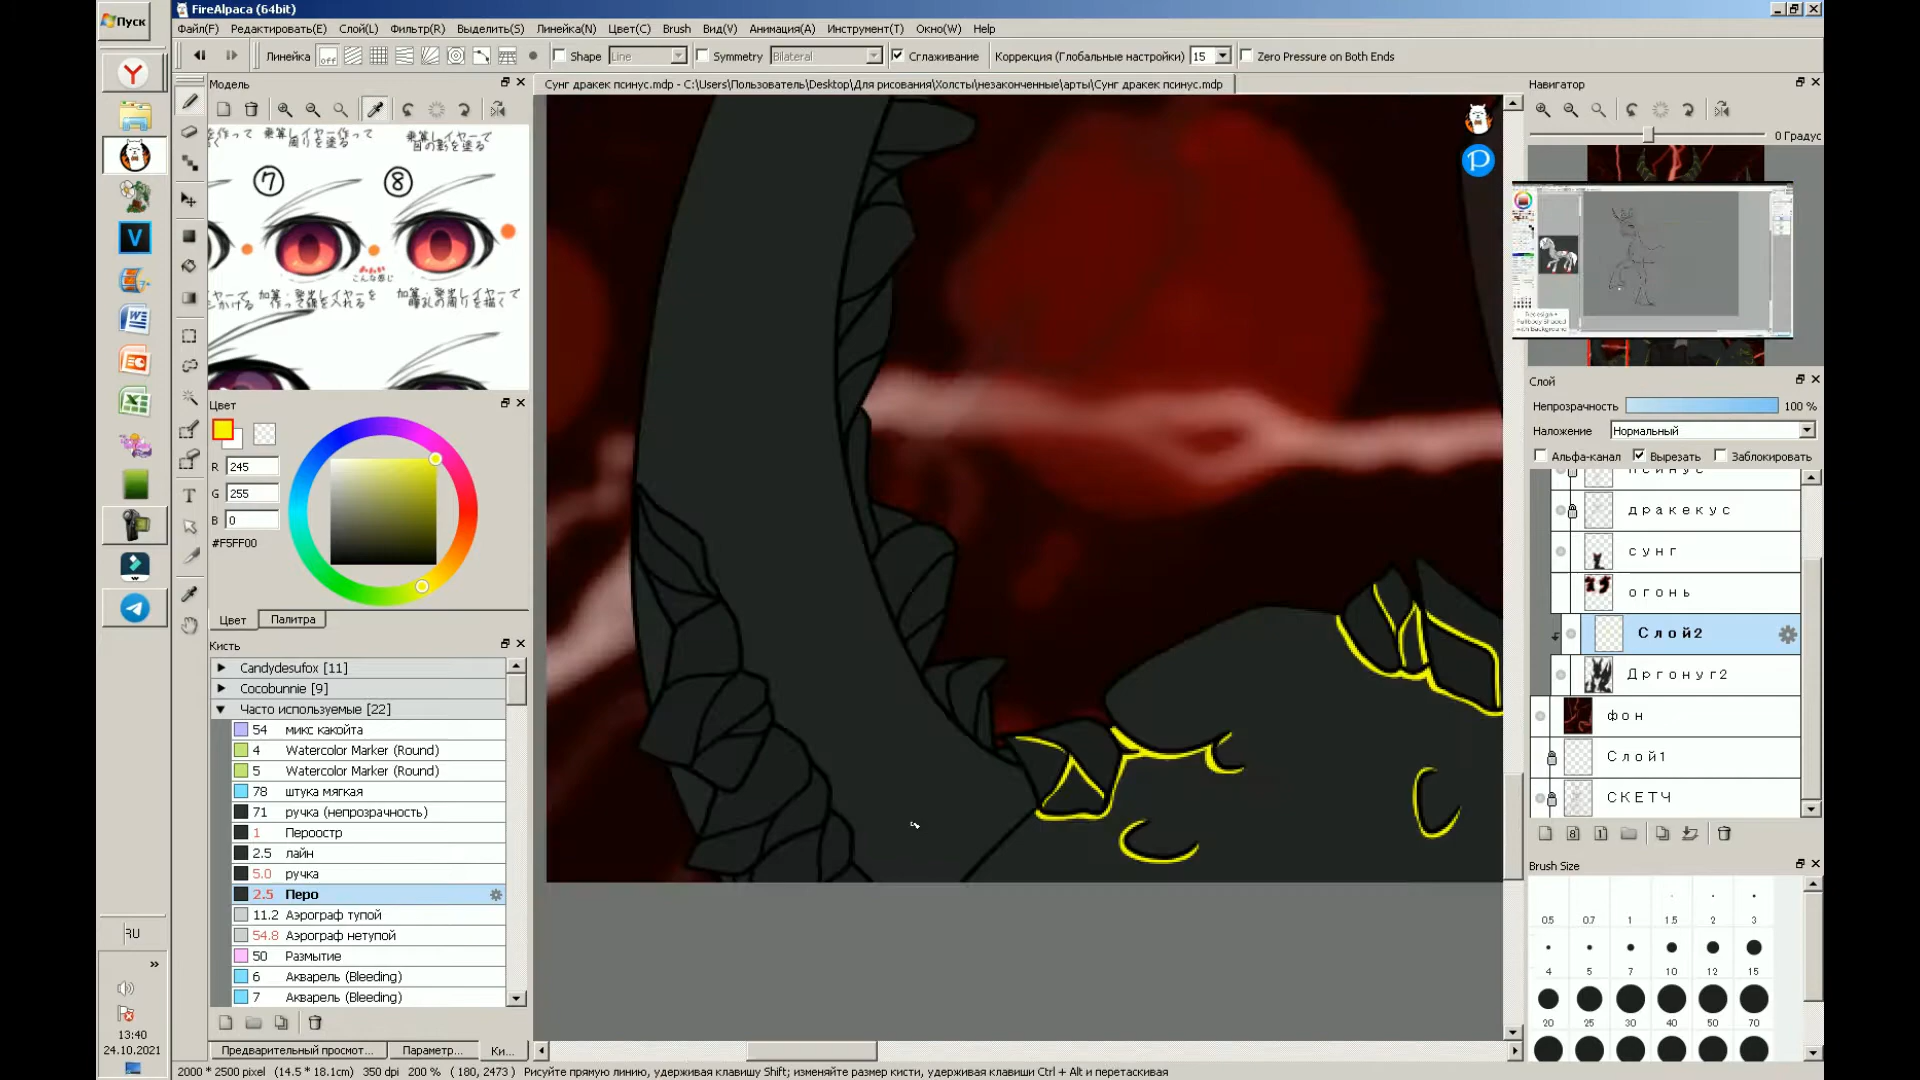 Пуск
FireAlpaca (64bit)
Файл(F) Редактировать(E) Слой(L) Фильтр(R) Выделить(S) Линейка(N) Цвет(C) Brush Вид(V) Анимация(A) Инструмент(T) Окно(W) Help
Линейка off Shape Line Symmetry Bilateral Сглаживание Коррекция (Глобальные настройки) 15 Zero Pressure on Both Ends
Модель
Сунг дракек псинус.mdp - C:\Users\Пользователь\Desktop\Для рисования\Холсты\незаконченные\арты\Сунг дракек псинус.mdp
Навигатор
0 Градус
⑦ ⑧
Цвет
R 245
G 255
B 0
#F5FF00
Цвет Палитра
Слой
Непрозрачность 100 %
Наложение Нормальный
Альфа-канал Вырезать Заблокировать
псинус
дракекус
сунг
огонь
Слой2
Дргонуг2
фон
Слой1
СКЕТЧ
Кисть
Candydesufox [11]
Cocobunnie [9]
Часто используемые [22]
54 микс какойта
4 Watercolor Marker (Round)
5 Watercolor Marker (Round)
78 штука мягкая
71 ручка (непрозрачность)
1 Пероостр
2.5 лайн
5.0 ручка
2.5 Перо
11.2 Аэрограф тупой
54.8 Аэрограф нетупой
50 Размытие
6 Акварель (Bleeding)
7 Акварель (Bleeding)
Предварительный просмот... Параметр... Ки...
Brush Size
0.5 0.7 1 1.5 2 3
4 5 7 10 12 15
20 25 30 40 50 70
RU
13:40
24.10.2021
2000 * 2500 pixel (14.5 * 18.1cm) 350 dpi 200 % ( 180, 2473 ) Рисуйте прямую линию, удерживая клавишу Shift; изменяйте размер кисти, удерживая клавиши Ctrl + Alt и перетаскивая